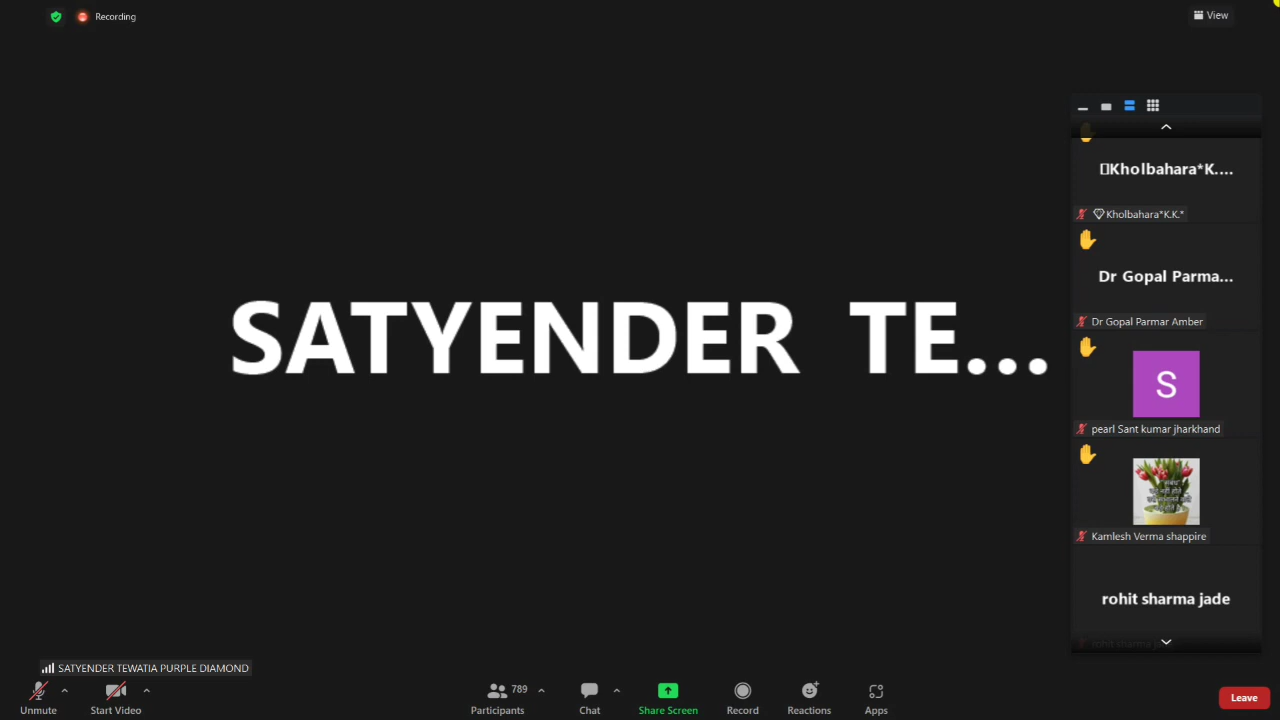 Recording
View
▯Kholbahara*K....
Kholbahara*K.K.*
Dr Gopal Parma...
Dr Gopal Parmar Amber
S
pearl Sant kumar jharkhand
Kamlesh Verma shappire
rohit sharma jade
SATYENDER TE...
SATYENDER TEWATIA PURPLE DIAMOND
Unmute
Start Video
789
Participants
Chat
Share Screen
Record
Reactions
Apps
Leave